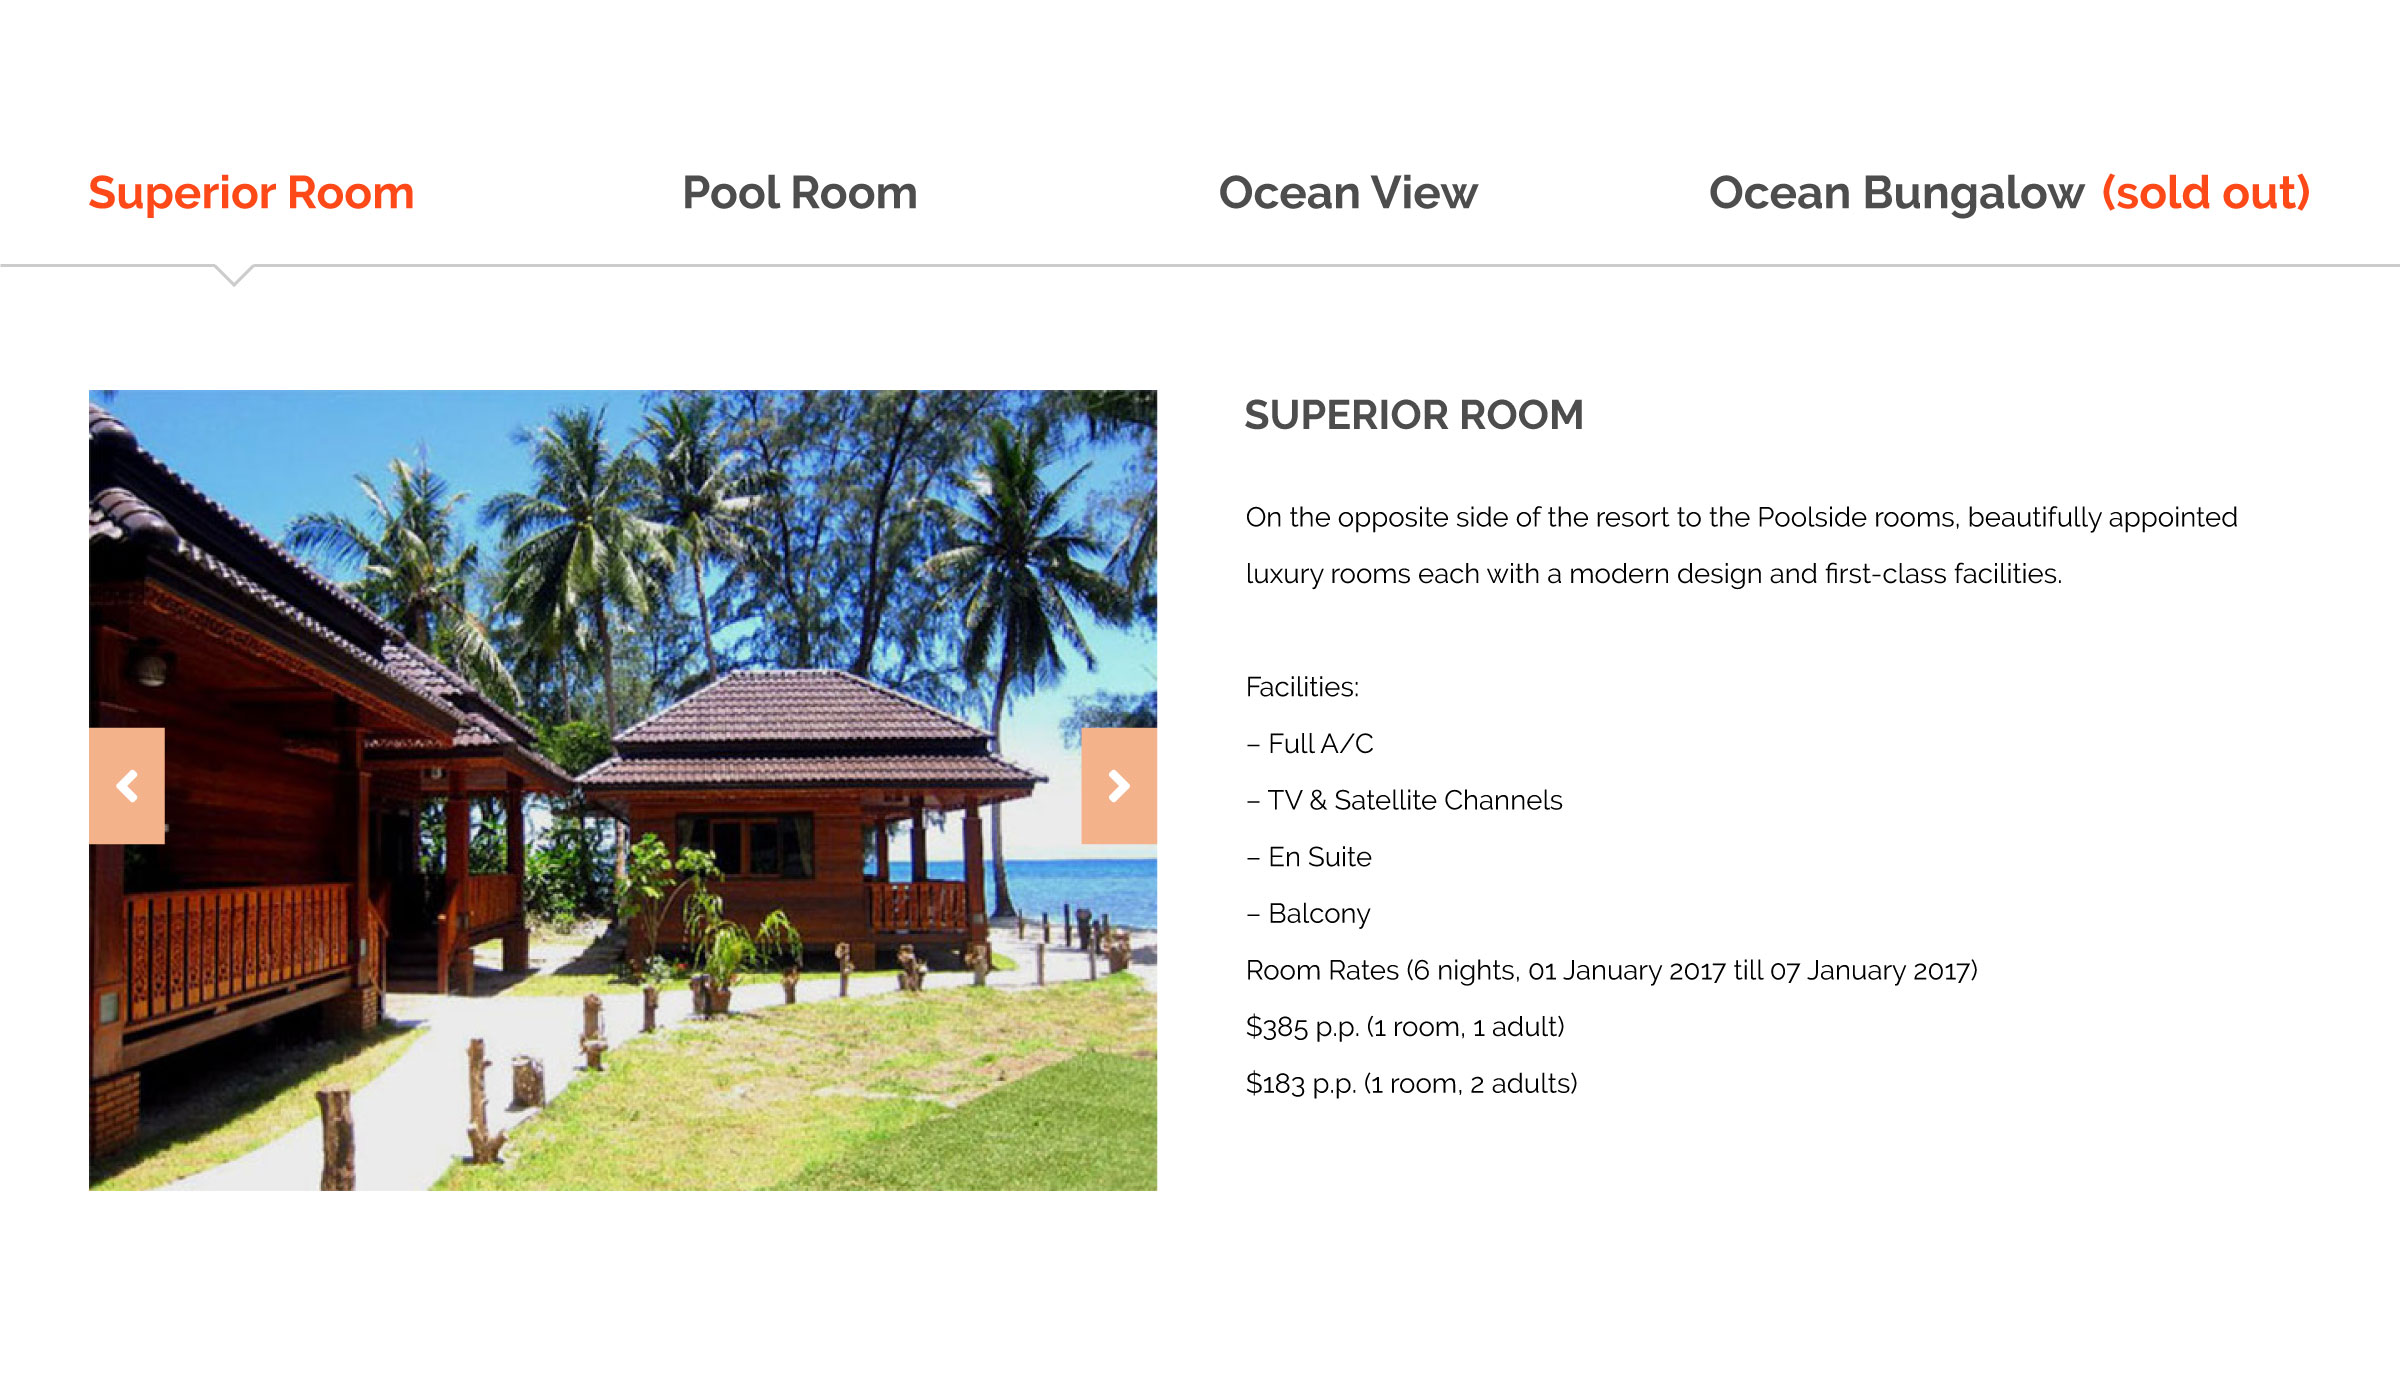 Superior Room
Pool Room
Ocean View
Ocean Bungalow (sold out)
SUPERIOR ROOM
On the opposite side of the resort to the Poolside rooms, beautifully appointed
luxury rooms each with a modern design and first-class facilities.
Facilities:
– Full A/C
– TV & Satellite Channels
– En Suite
– Balcony
Room Rates (6 nights, 01 January 2017 till 07 January 2017)
$385 p.p. (1 room, 1 adult)
$183 p.p. (1 room, 2 adults)